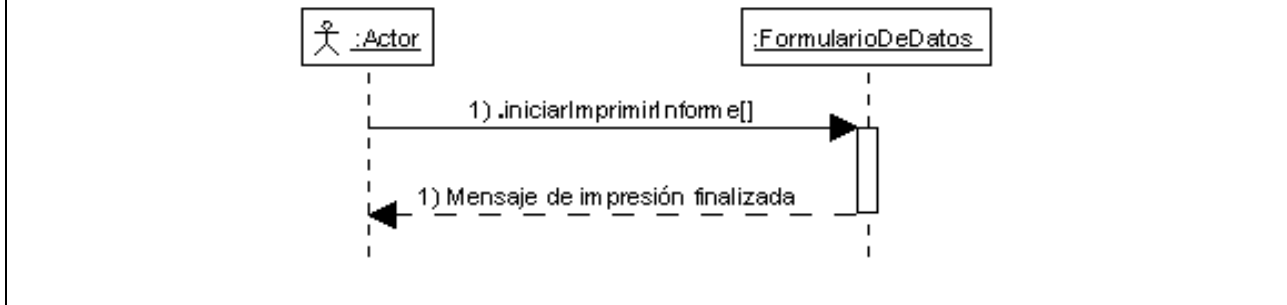 :Actor
:FormularioDeDatos
1) .iniciarImprimirInforme[]
1) Mensaje de impresión finalizada